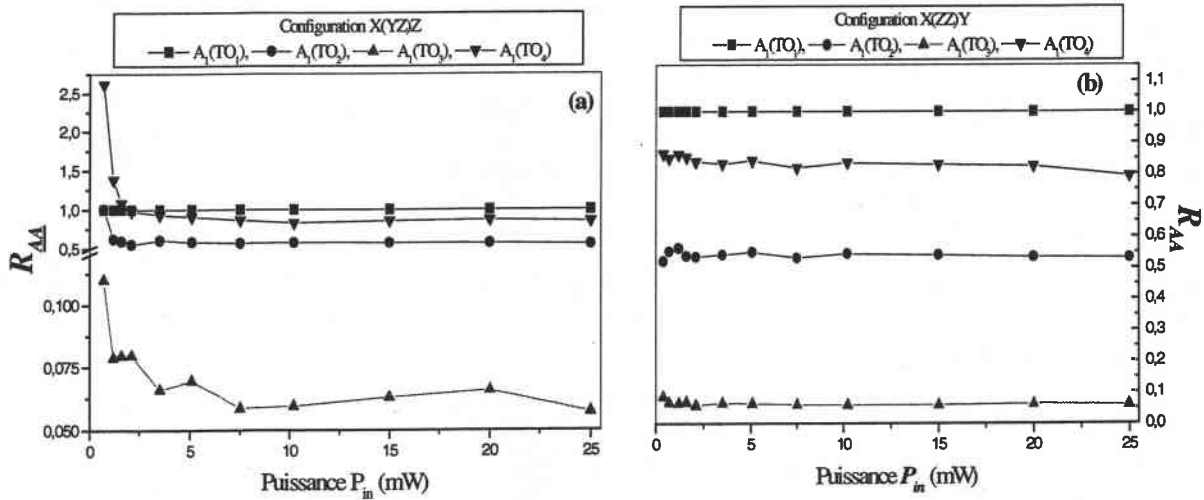 Configuration X(YZ)Z
A₁(TO₁), A₁(TO₂), A₁(TO₃), A₁(TO₄)
(a)
2,5
2,0
1,5
1,0
0,5
0,100
0,075
0,050
R_AA
0 5 10 15 20 25
Puissance P_in (mW)
Configuration X(ZZ)Y
A₁(TO₁), A₁(TO₂), A₁(TO₃), A₁(TO₄)
(b)
1,1
1,0
0,9
0,8
0,7
0,6
0,5
0,4
0,3
0,2
0,1
0,0
R_AA
0 5 10 15 20 25
Puissance P_in (mW)